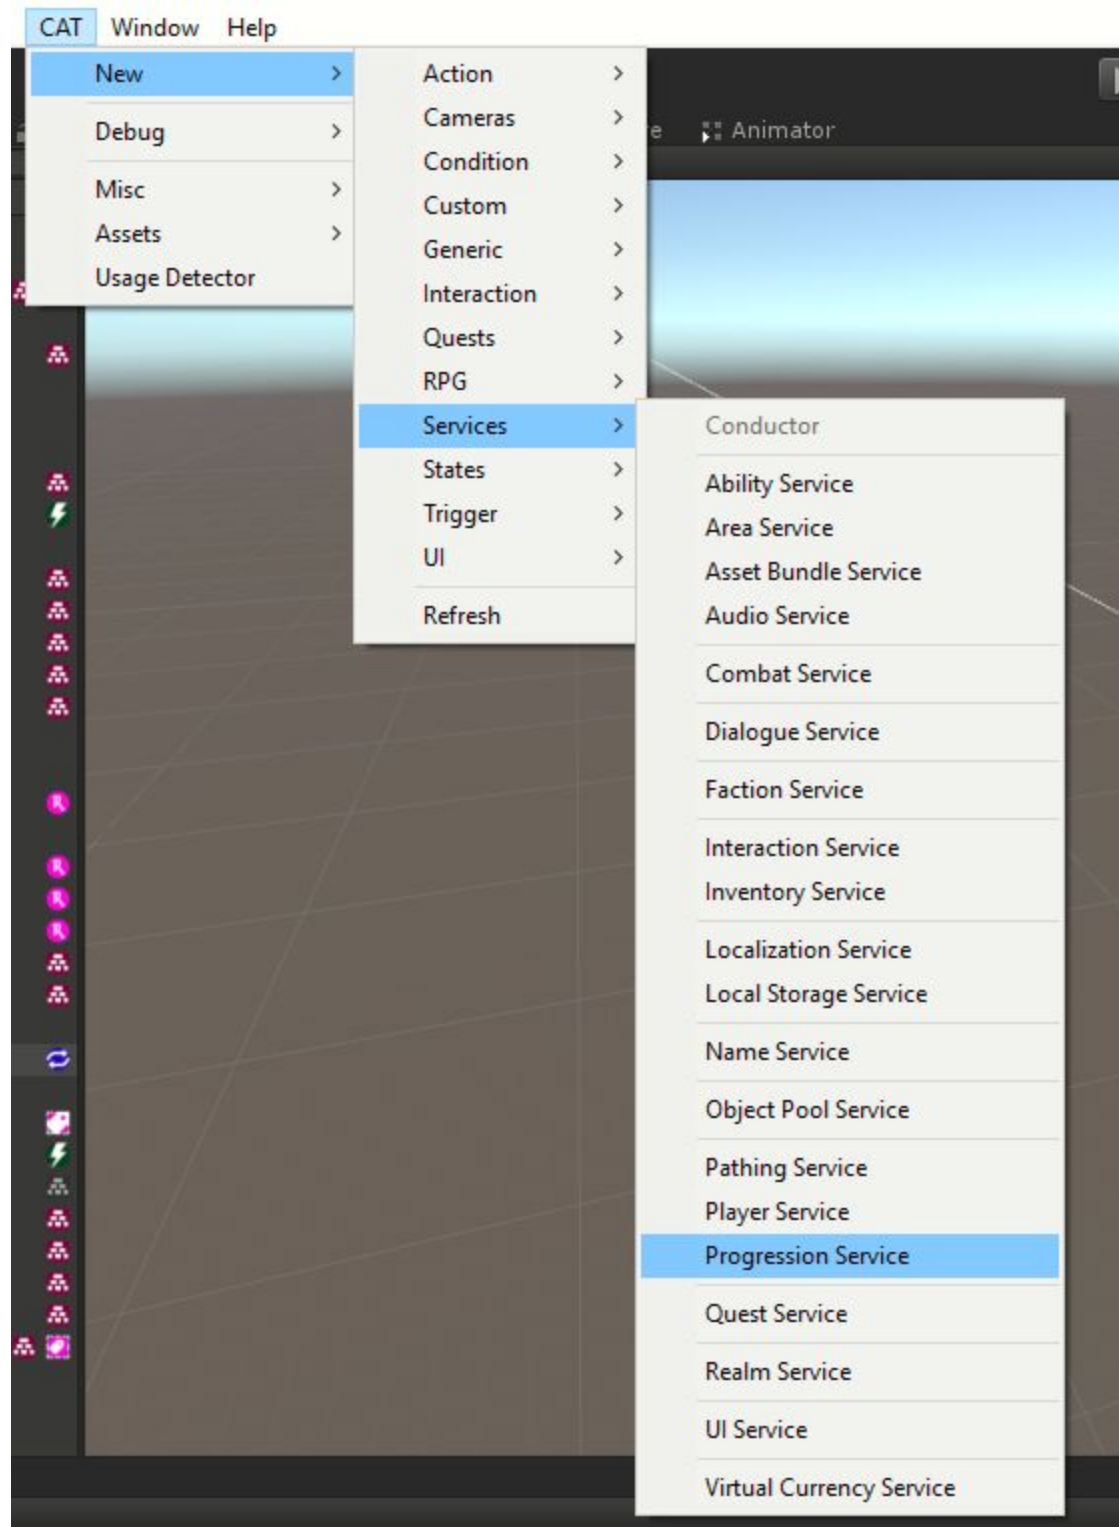 CAT Window Help
New
Debug
Misc
Assets
Usage Detector
Action
Cameras
Condition
Custom
Generic
Interaction
Quests
RPG
Services
States
Trigger
UI
Refresh
Animator
Conductor
Ability Service
Area Service
Asset Bundle Service
Audio Service
Combat Service
Dialogue Service
Faction Service
Interaction Service
Inventory Service
Localization Service
Local Storage Service
Name Service
Object Pool Service
Pathing Service
Player Service
Progression Service
Quest Service
Realm Service
UI Service
Virtual Currency Service